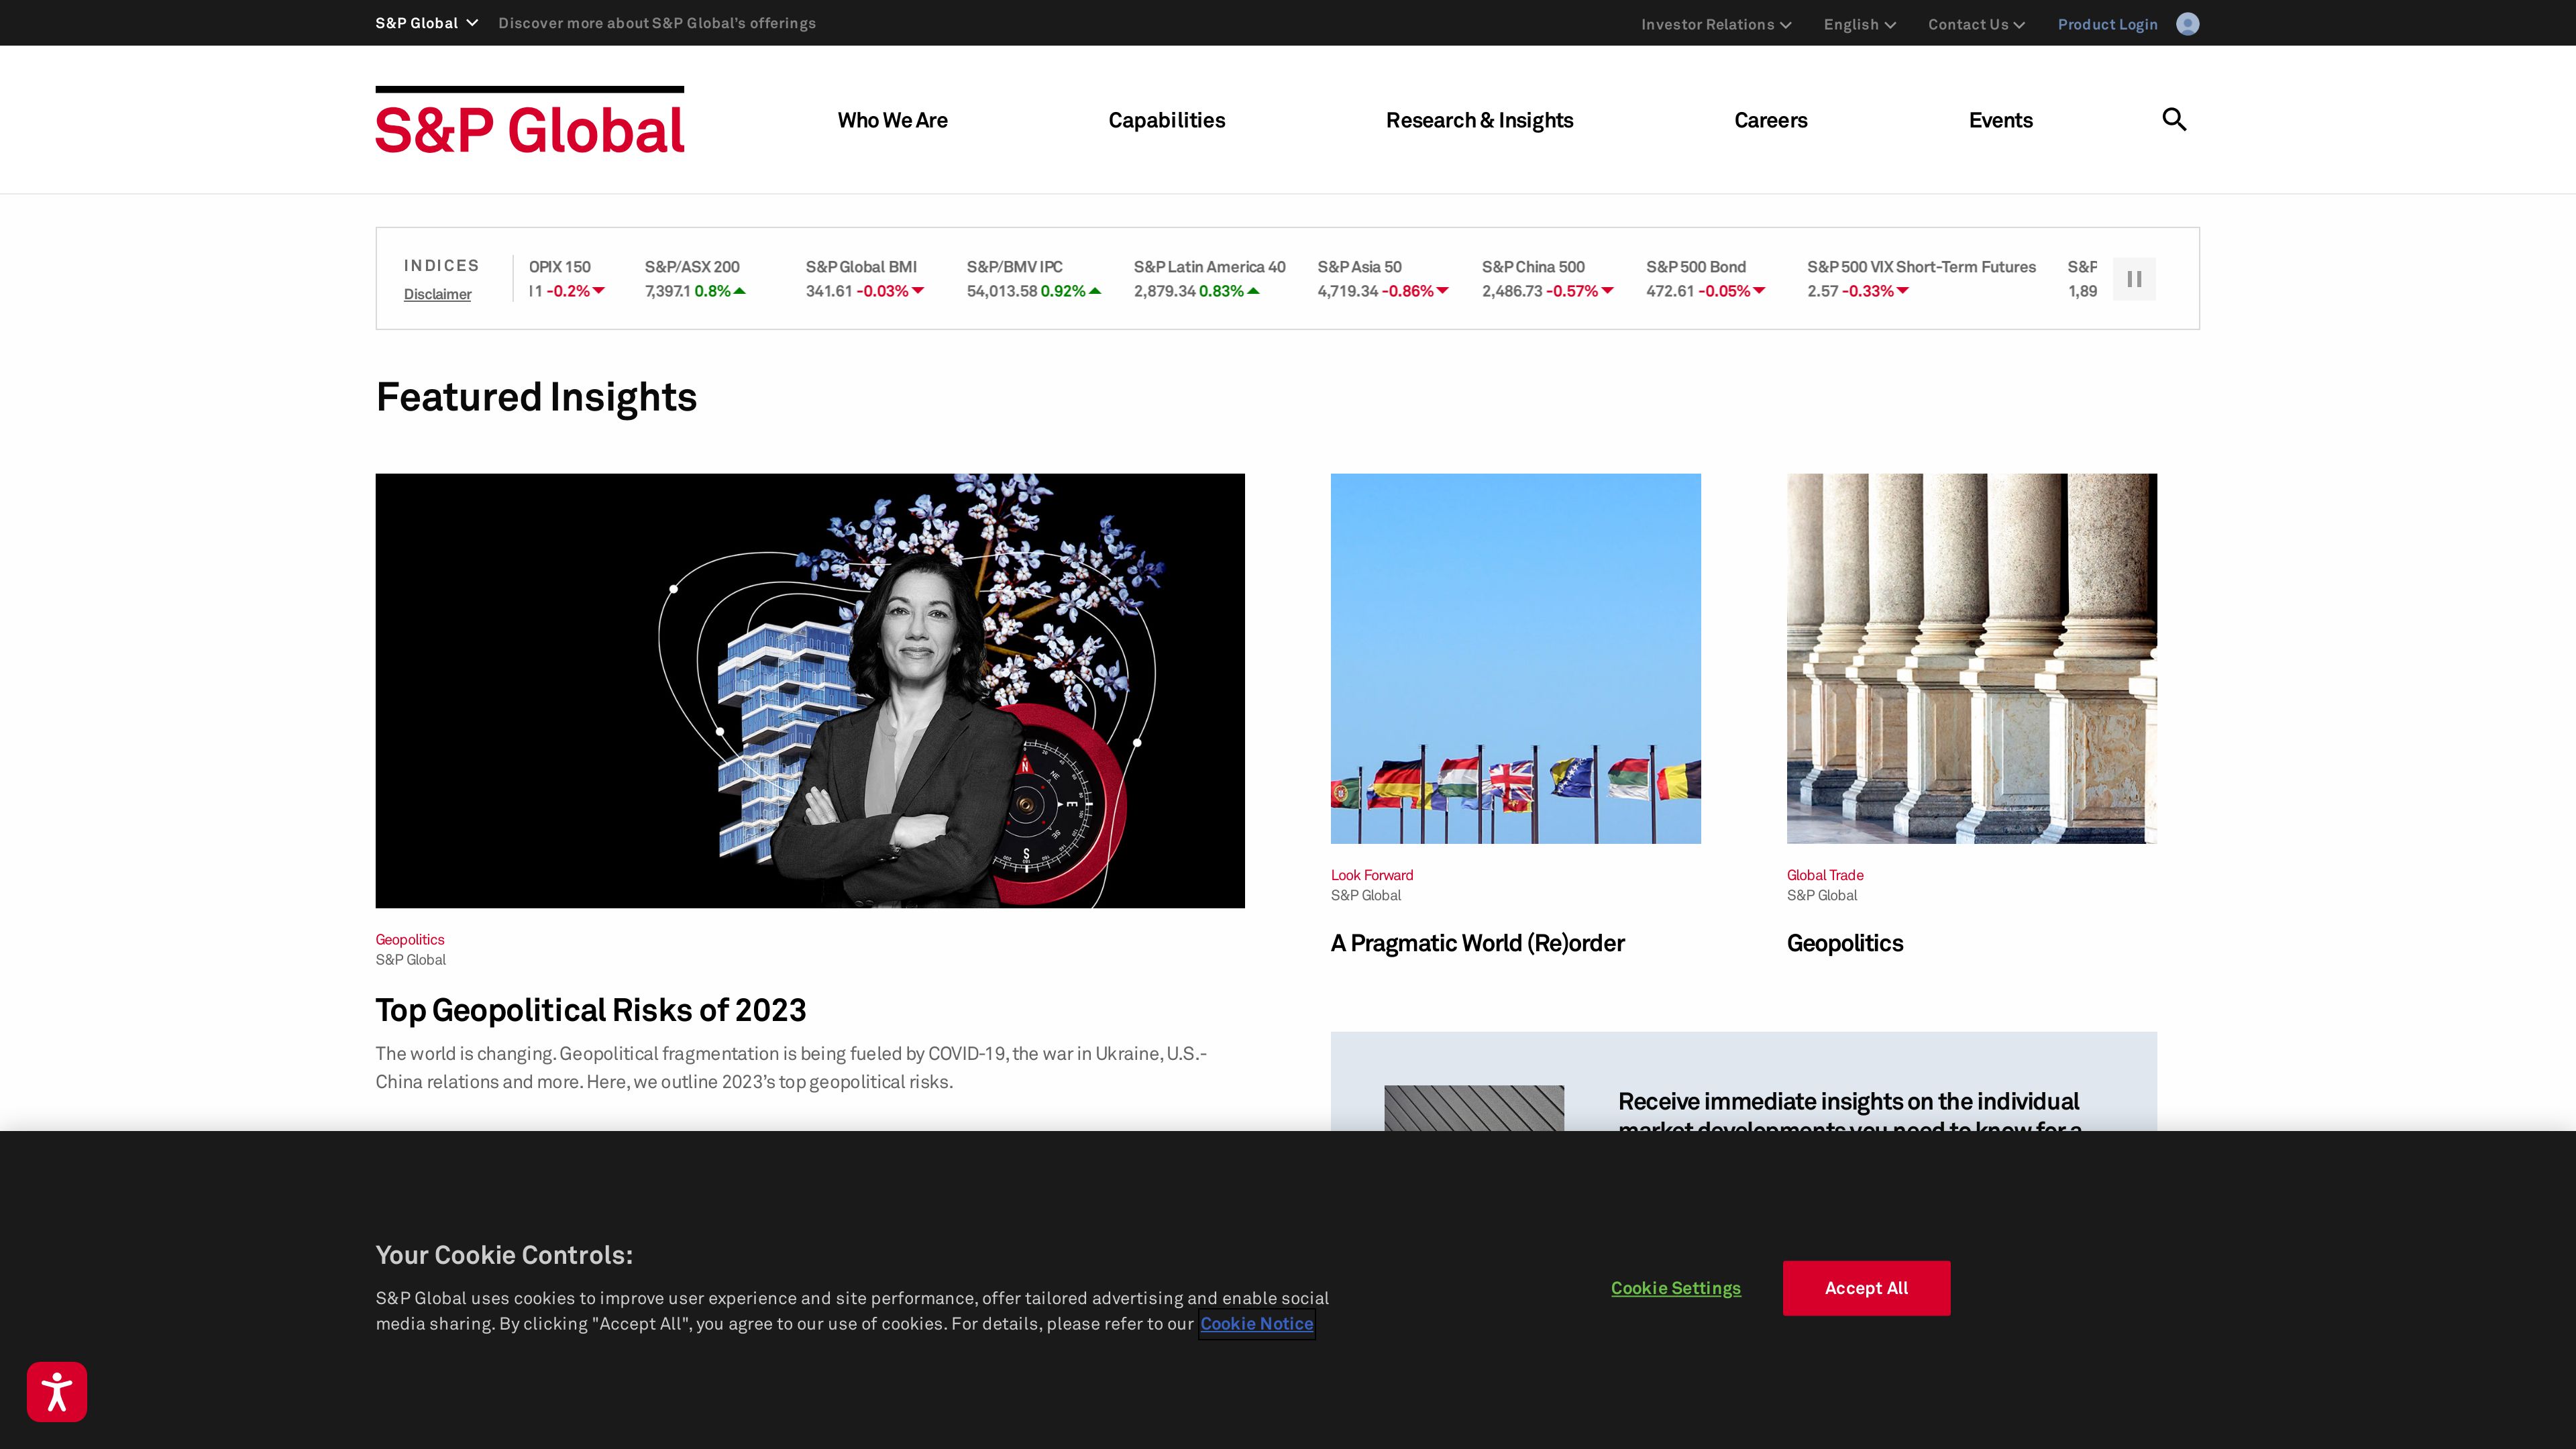 S&P Global
Discover more about S&P Global's offerings
Investor Relations
English
Contact Us
Product Login
S&P Global
Who We Are
Capabilities
Research & Insights
Careers
Events
INDICES
Disclaimer
OPIX 150
11 -0.2%
S&P/ASX 200
7,397.1 0.8%
S&P Global BMI
341.61 -0.03%
S&P/BMV IPC
54,013.58 0.92%
S&P Latin America 40
2,879.34 0.83%
S&P Asia 50
4,719.34 -0.86%
S&P China 500
2,486.73 -0.57%
S&P 500 Bond
472.61 -0.05%
S&P 500 VIX Short-Term Futures
2.57 -0.33%
S&P
1,89
Featured Insights
N
NE
E
SE
S
Geopolitics
S&P Global
Top Geopolitical Risks of 2023
The world is changing. Geopolitical fragmentation is being fueled by COVID-19, the war in Ukraine, U.S.-
China relations and more. Here, we outline 2023's top geopolitical risks.
Look Forward
S&P Global
A Pragmatic World (Re)order
Global Trade
S&P Global
Geopolitics
Receive immediate insights on the individual
market developments you need to know for a
Your Cookie Controls:
S&P Global uses cookies to improve user experience and site performance, offer tailored advertising and enable social
media sharing. By clicking "Accept All", you agree to our use of cookies. For details, please refer to our Cookie Notice
Cookie Settings
Accept All